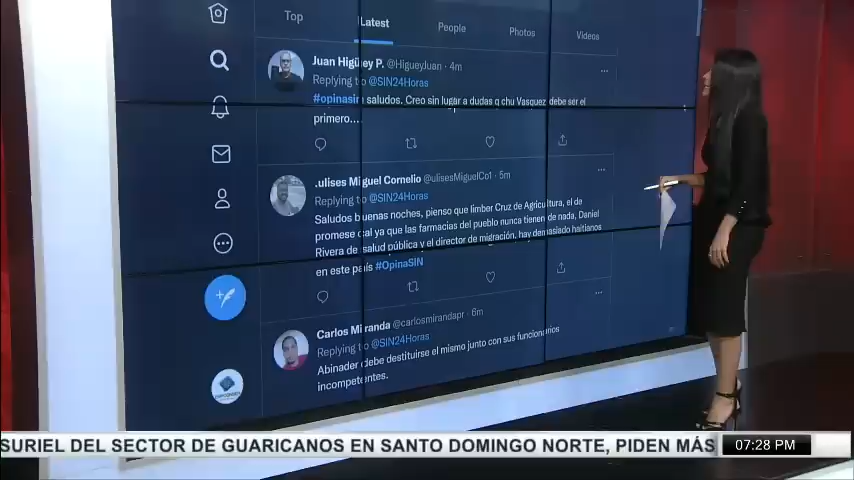 Top
Latest
People
Photos
Videos
Juan Higüey P. @HigueyJuan · 4m
Replying to @SIN24Horas
#opinasin saludos. Creo sin lugar a dudas q chu Vasquez debe ser el
primero....
.ulises Miguel Cornelio @ulisesMiguelCo1 · 5m
Replying to @SIN24Horas
Saludos buenas noches, pienso que limber Cruz de Agricultura, el de
promese cal ya que las farmacias del pueblo nunca tienen de nada, Daniel
Rivera de salud pública y el director de migración. hay demasiado haitianos
en este país #OpinaSIN
Carlos Miranda @carlosmirandapr · 6m
Replying to @SIN24Horas
Abinader debe destituirse el mismo junto con sus funcionarios
incompetentes.
SURIEL DEL SECTOR DE GUARICANOS EN SANTO DOMINGO NORTE, PIDEN MÁS
07:28 PM